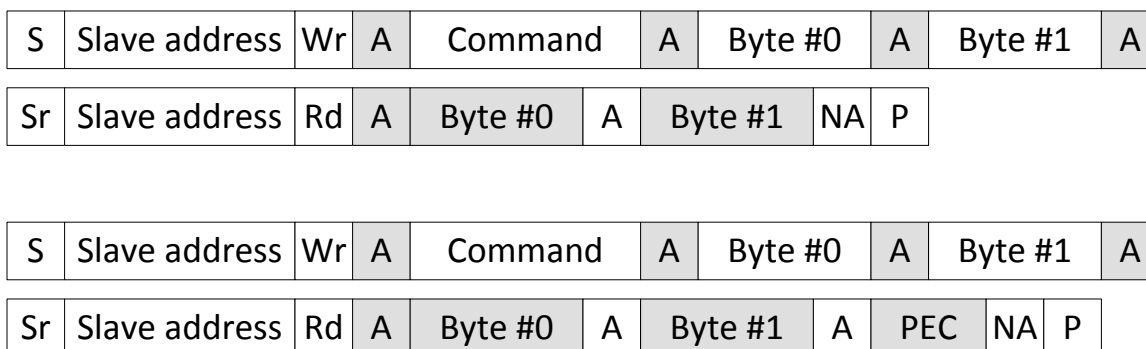 S Slave address Wr A Command A Byte #0 A Byte #1 A
Sr Slave address Rd A Byte #0 A Byte #1 NA P
S Slave address Wr A Command A Byte #0 A Byte #1 A
Sr Slave address Rd A Byte #0 A Byte #1 A PEC NA P